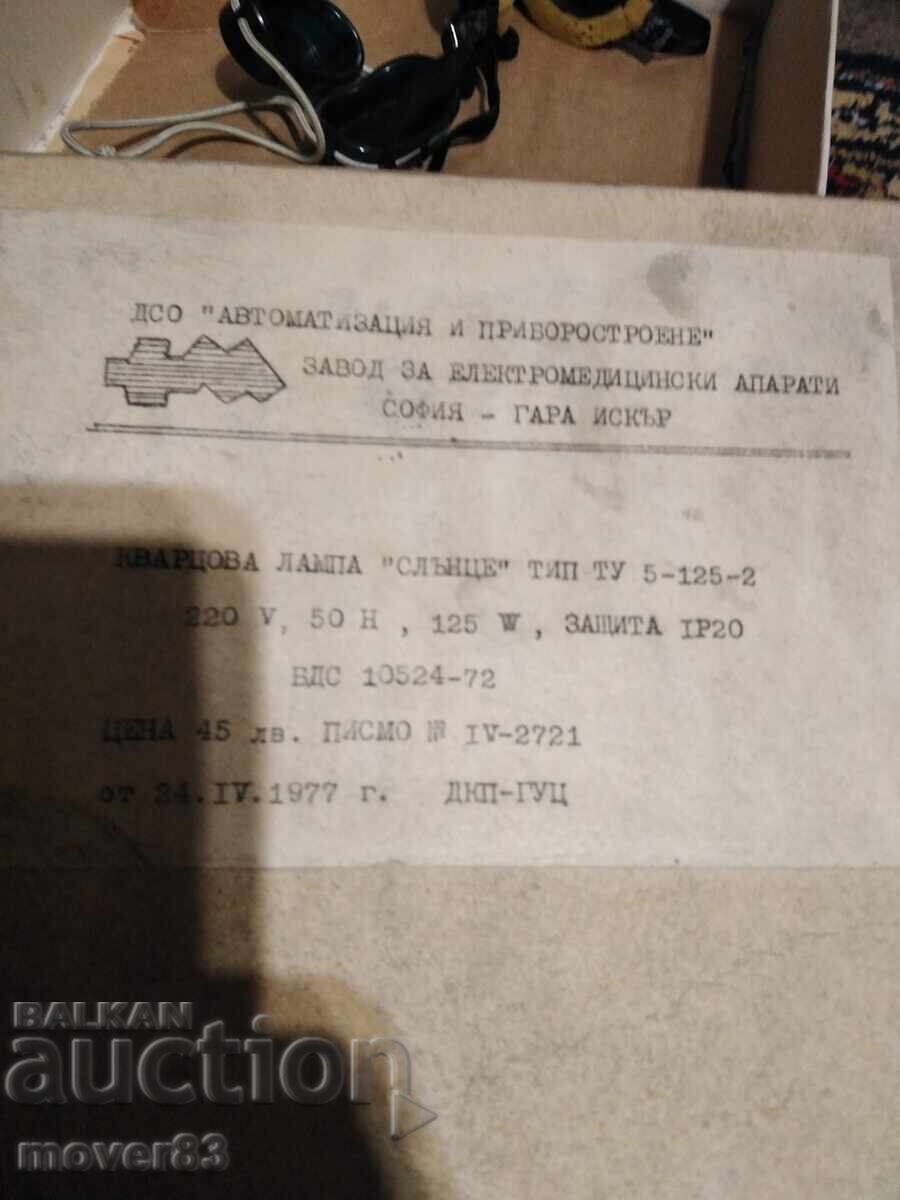 ДСО "АВТОМАТИЗАЦИЯ И ПРИБОРОСТРОЕНЕ"
ЗАВОД ЗА ЕЛЕКТРОМЕДИЦИНСКИ АПАРАТИ
СОФИЯ - ГАРА ИСКЪР
КВАРЦОВА ЛАМПА "СЛЪНЦЕ" ТИП ТУ 5-125-2
220 V, 50 H , 125 W, ЗАЩИТА IP20
БДС 10524-72
ЦЕНА 45 лв. ПИСМО № IV-2721
от 24.IV.1977 г. ДКП-ГУЦ
BALKAN
auction
mover83